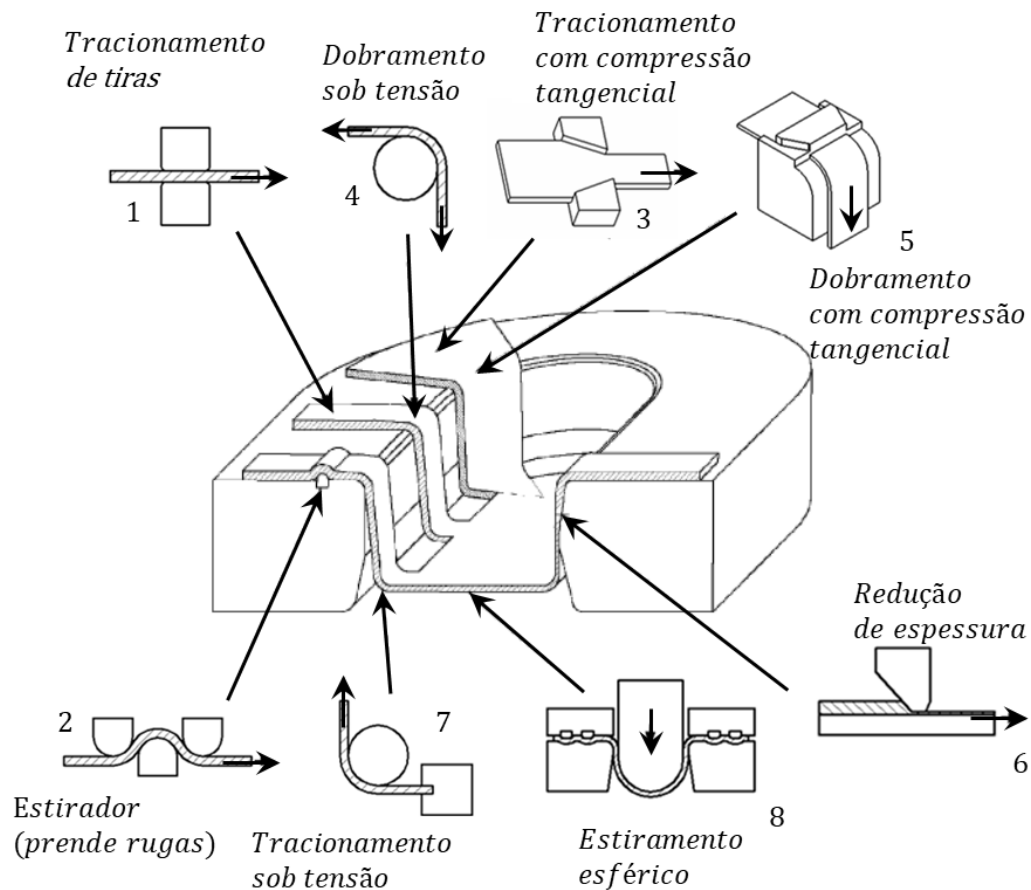 Tracionamento
de tiras
1
Dobramento
sob tensão
4
Tracionamento
com compressão
tangencial
3
5
Dobramento
com compressão
tangencial
Redução
de espessura
6
2
Estirador
(prende rugas)
7
Tracionamento
sob tensão
8
Estiramento
esférico